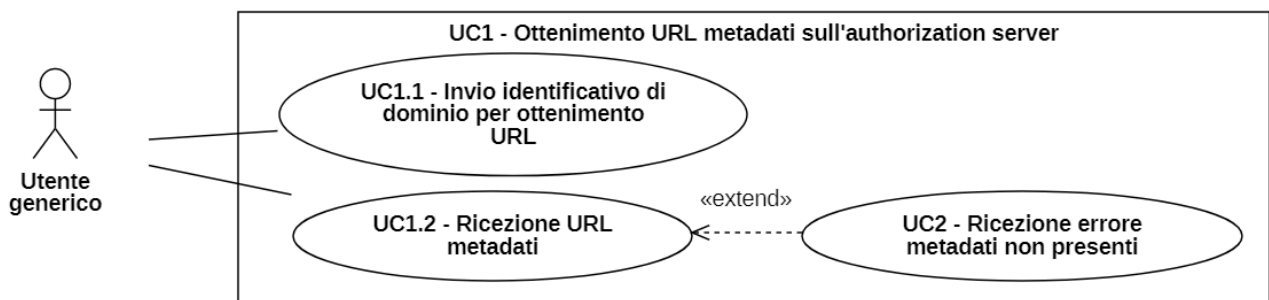 UC1 - Ottenimento URL metadati sull'authorization server
UC1.1 - Invio identificativo di
dominio per ottenimento
URL
Utente
generico
UC1.2 - Ricezione URL
metadati
«extend»
UC2 - Ricezione errore
metadati non presenti